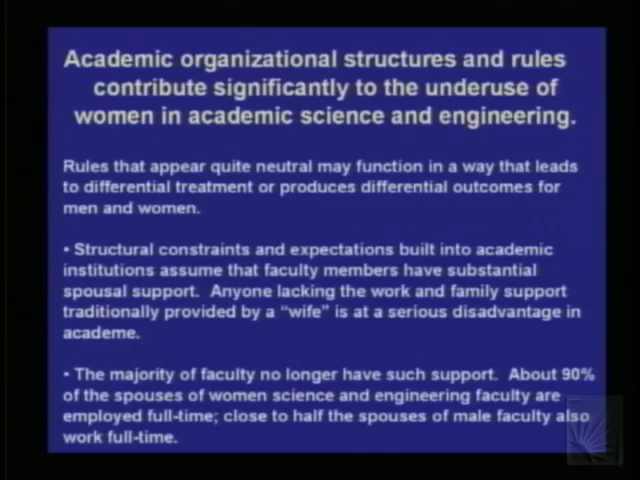 Academic organizational structures and rules
contribute significantly to the underuse of
women in academic science and engineering.
Rules that appear quite neutral may function in a way that leads
to differential treatment or produces differential outcomes for
men and women.
• Structural constraints and expectations built into academic
institutions assume that faculty members have substantial
spousal support.  Anyone lacking the work and family support
traditionally provided by a “wife” is at a serious disadvantage in
academe.
• The majority of faculty no longer have such support.  About 90%
of the spouses of women science and engineering faculty are
employed full-time; close to half the spouses of male faculty also
work full-time.